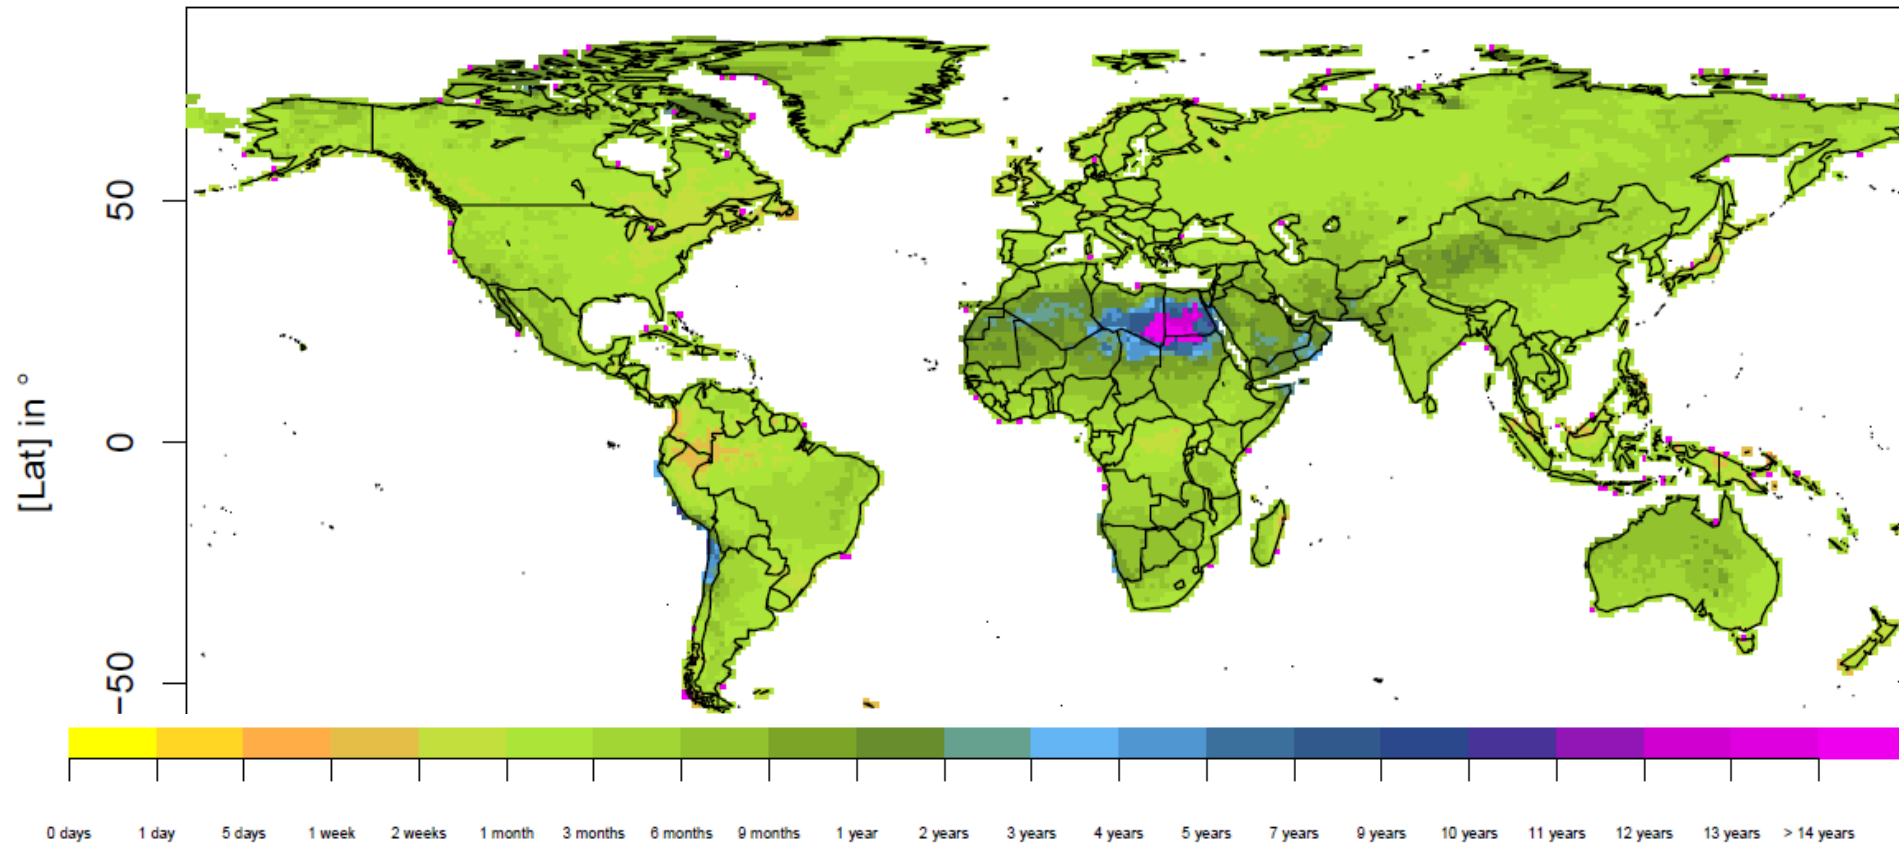 50
0
−50
[Lat] in °
0 days 1 day 5 days 1 week 2 weeks 1 month 3 months 6 months 9 months 1 year 2 years 3 years 4 years 5 years 7 years 9 years 10 years 11 years 12 years 13 years > 14 years